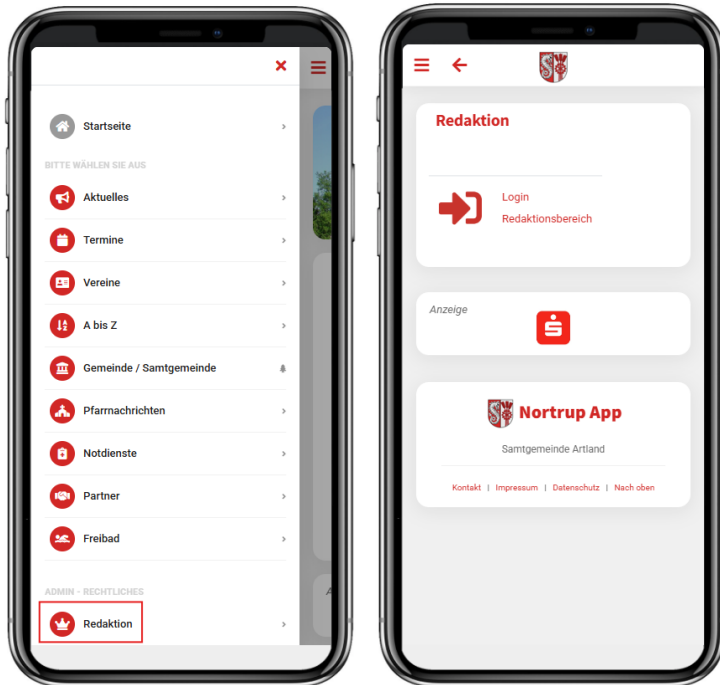 Startseite
BITTE WÄHLEN SIE AUS
Aktuelles
Termine
Vereine
A bis Z
Gemeinde / Samtgemeinde
Pfarrnachrichten
Notdienste
Partner
Freibad
ADMIN - RECHTLICHES
Redaktion
A
Redaktion
Login
Redaktionsbereich
Anzeige
Nortrup App
Samtgemeinde Artland
Kontakt | Impressum | Datenschutz | Nach oben